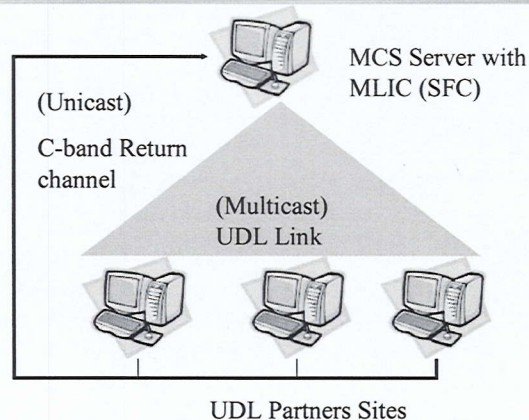 MCS Server with
MLIC (SFC)
(Unicast)
C-band Return
channel
(Multicast)
UDL Link
UDL Partners Sites